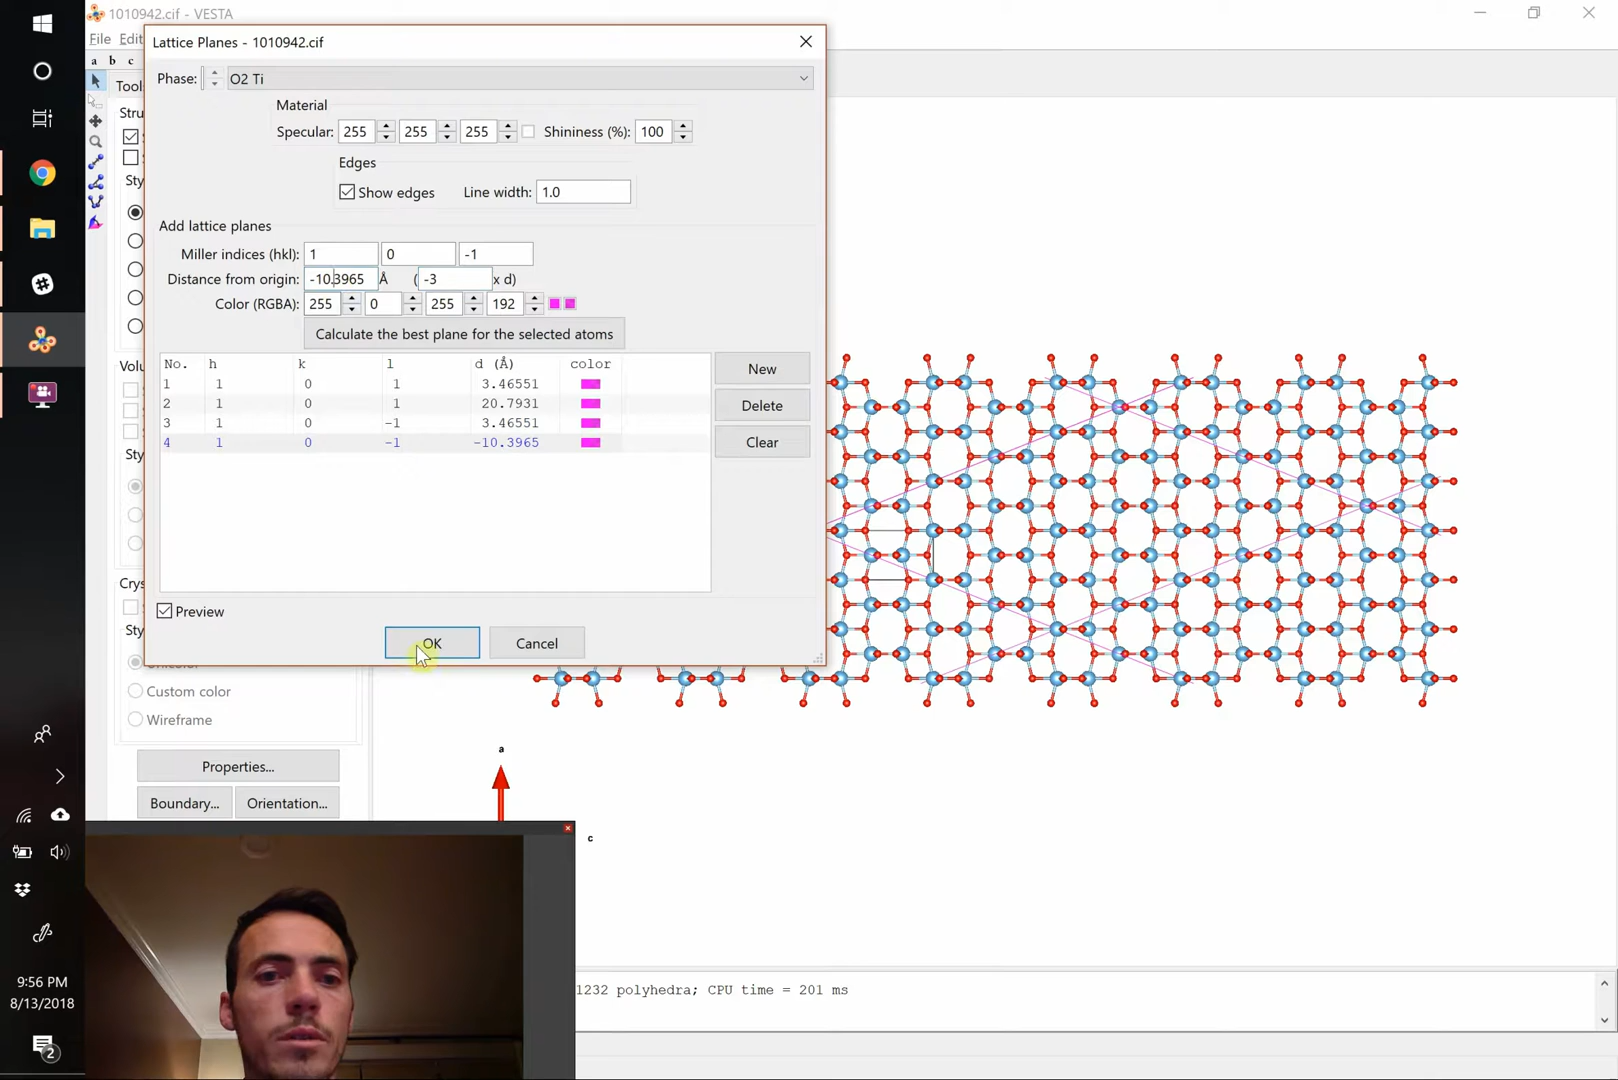 1010942.cif - VESTA
File Edit
Lattice Planes - 1010942.cif
a b c
Phase: O2 Ti
Tools
Material
Specular: 255 255 255 Shininess (%): 100
Stru
Edges
Show edges Line width: 1.0
Sty
Add lattice planes
Miller indices (hkl): 1 0 -1
Distance from origin: -10.3965 Å ( -3 x d)
Color (RGBA): 255 0 255 192
Calculate the best plane for the selected atoms
Volu
No. h k l d (Å) color
1 1 0 1 3.46551
2 1 0 1 20.7931
3 1 0 -1 3.46551
4 1 0 -1 -10.3965
New
Delete
Clear
Sty
Crys
Preview
Sty
OK Cancel
Unicolor
Custom color
Wireframe
Properties...
Boundary... Orientation...
a
c
1232 polyhedra; CPU time = 201 ms
9:56 PM
8/13/2018
2